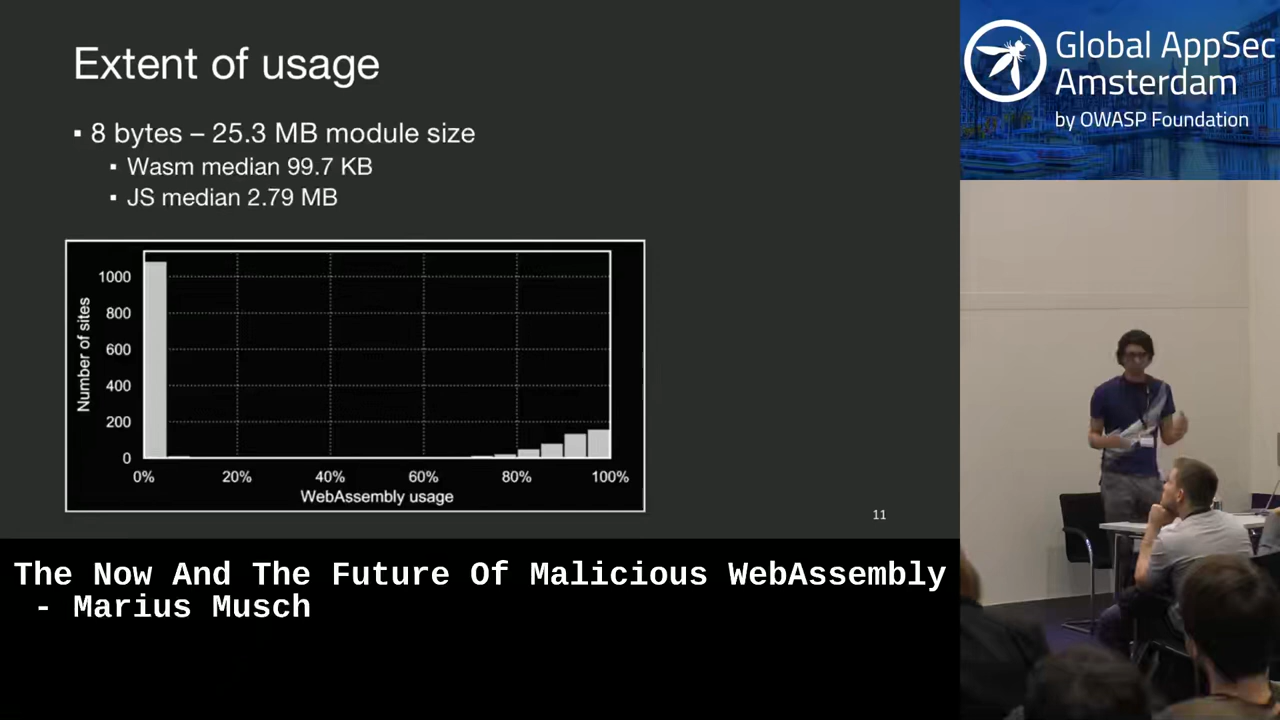 Extent of usage
▪ 8 bytes – 25.3 MB module size
▪ Wasm median 99.7 KB
▪ JS median 2.79 MB
Number of sites
1000
800
600
400
200
0
0% 20% 40% 60% 80% 100%
WebAssembly usage
11
The Now And The Future Of Malicious WebAssembly
- Marius Musch
Global AppSec
Amsterdam
by OWASP Foundation